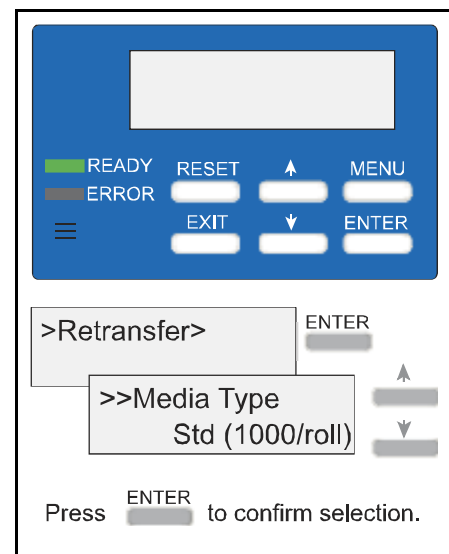 READY RESET MENU
ERROR
EXIT ENTER
>Retransfer> ENTER
>>Media Type
Std (1000/roll)
Press ENTER to confirm selection.